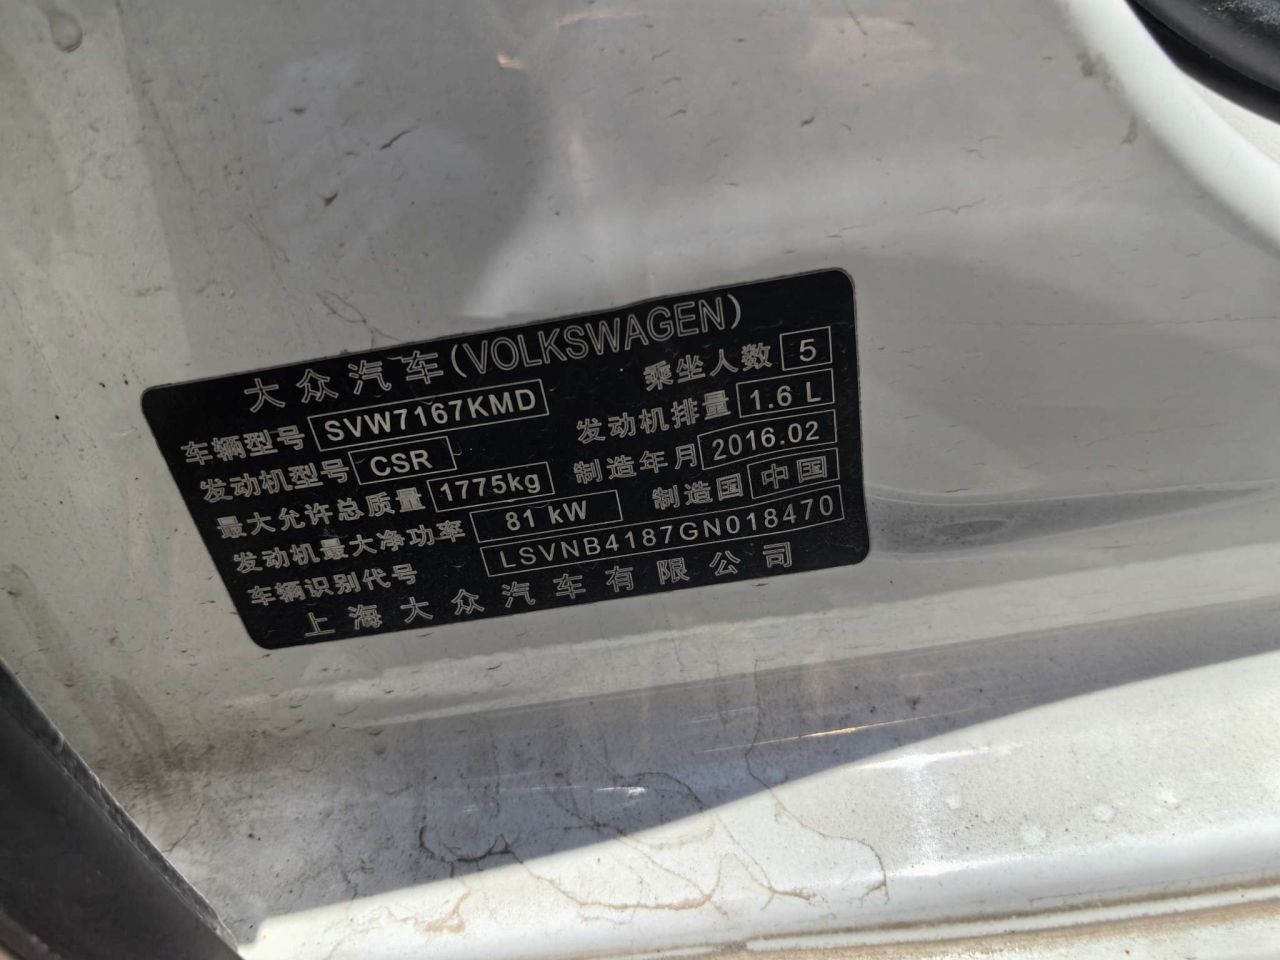 大众汽车(VOLKSWAGEN)
车辆型号 SVW7167KMD 乘坐人数 5
发动机型号 CSR 发动机排量 1.6 L
最大允许总质量 1775kg 制造年月 2016.02
发动机最大净功率 81 kW 制造国 中国
车辆识别代号 LSVNB4187GN018470
上海大众汽车有限公司